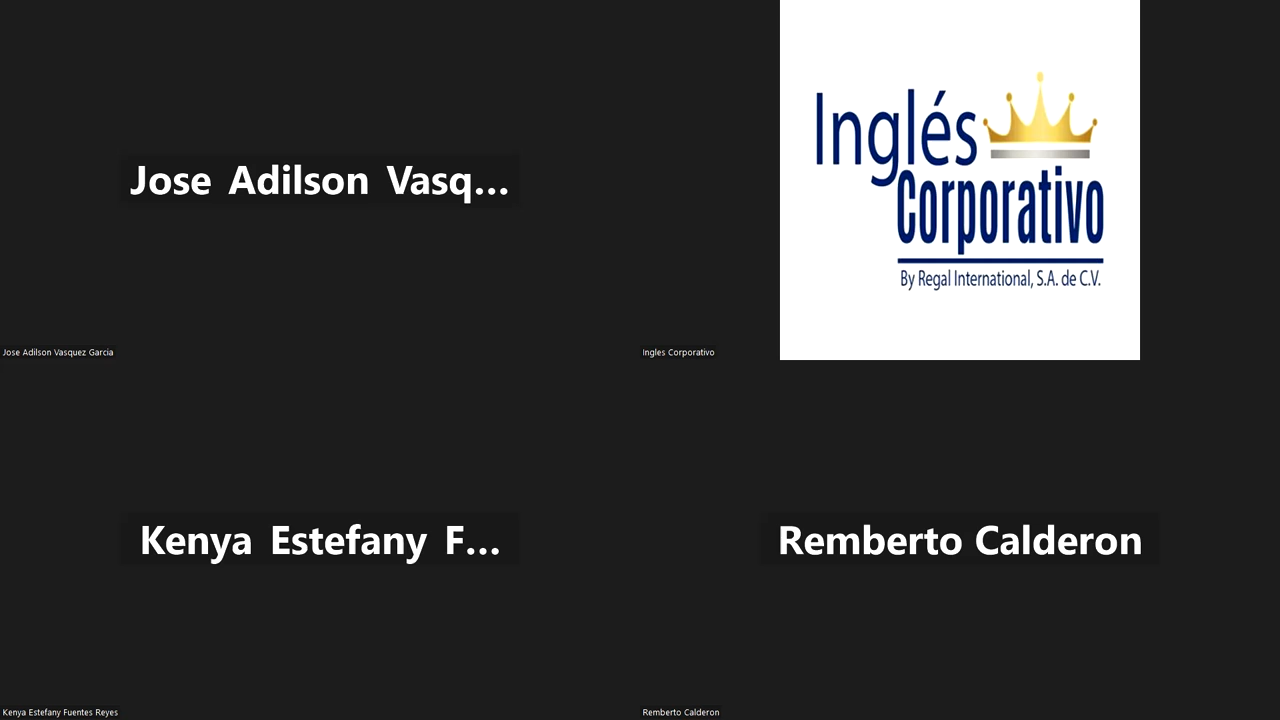 Jose Adilson Vasq...
Jose Adilson Vasquez Garcia
Inglés
Corporativo
By Regal International, S.A. de C.V.
Ingles Corporativo
Kenya Estefany F...
Kenya Estefany Fuentes Reyes
Remberto Calderon
Remberto Calderon